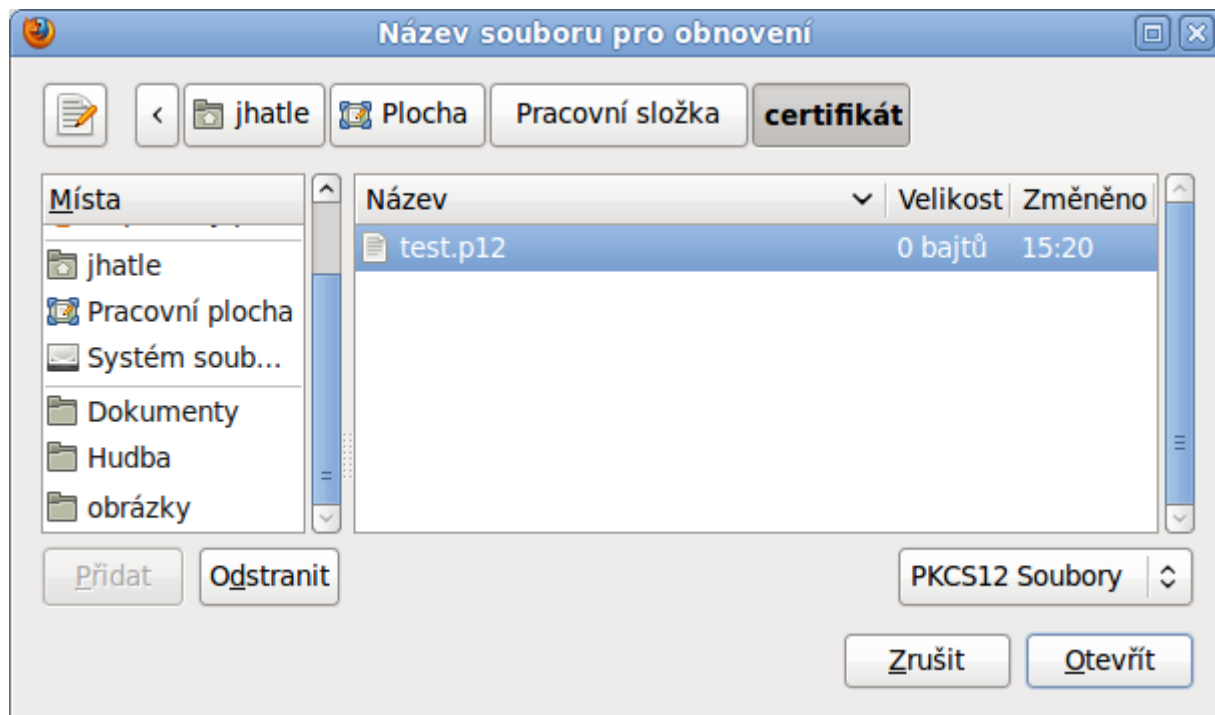 Název souboru pro obnovení
< jhatle Plocha Pracovní složka certifikát
Místa
jhatle
Pracovní plocha
Systém soub...
Dokumenty
Hudba
obrázky
Název Velikost Změněno
test.p12 0 bajtů 15:20
Přidat Odstranit
PKCS12 Soubory
Zrušit Otevřít